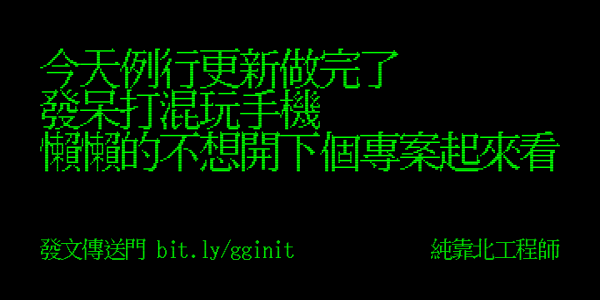 今天例行更新做完了
發呆打混玩手機
懶懶的不想開下個專案起來看
發文傳送門 bit.ly/gginit
純靠北工程師